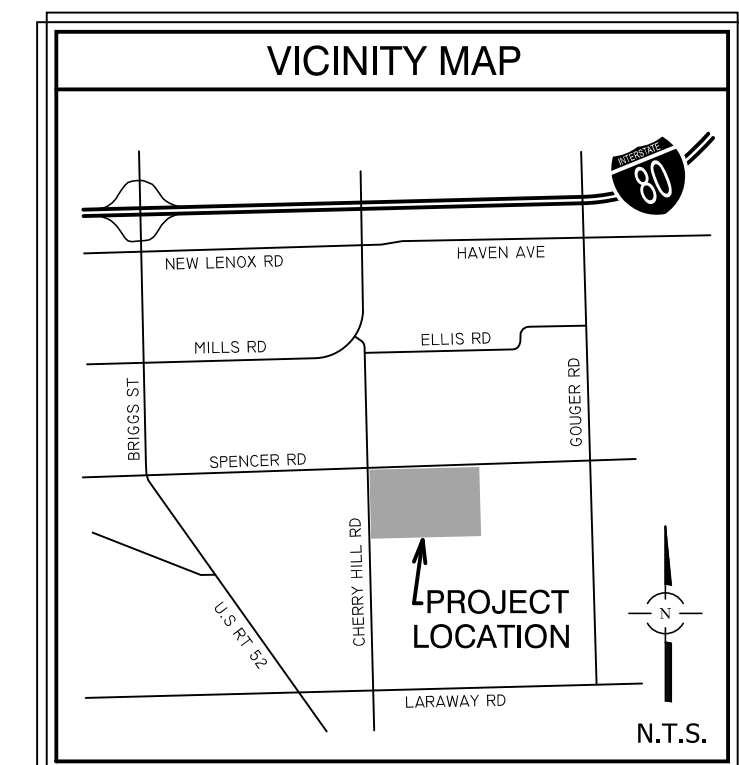 VICINITY MAP
INTERSTATE
80
NEW LENOX RD
HAVEN AVE
MILLS RD
ELLIS RD
BRIGGS ST
GOUGER RD
SPENCER RD
CHERRY HILL RD
U.S RT 52
PROJECT
LOCATION
N
LARAWAY RD
N.T.S.